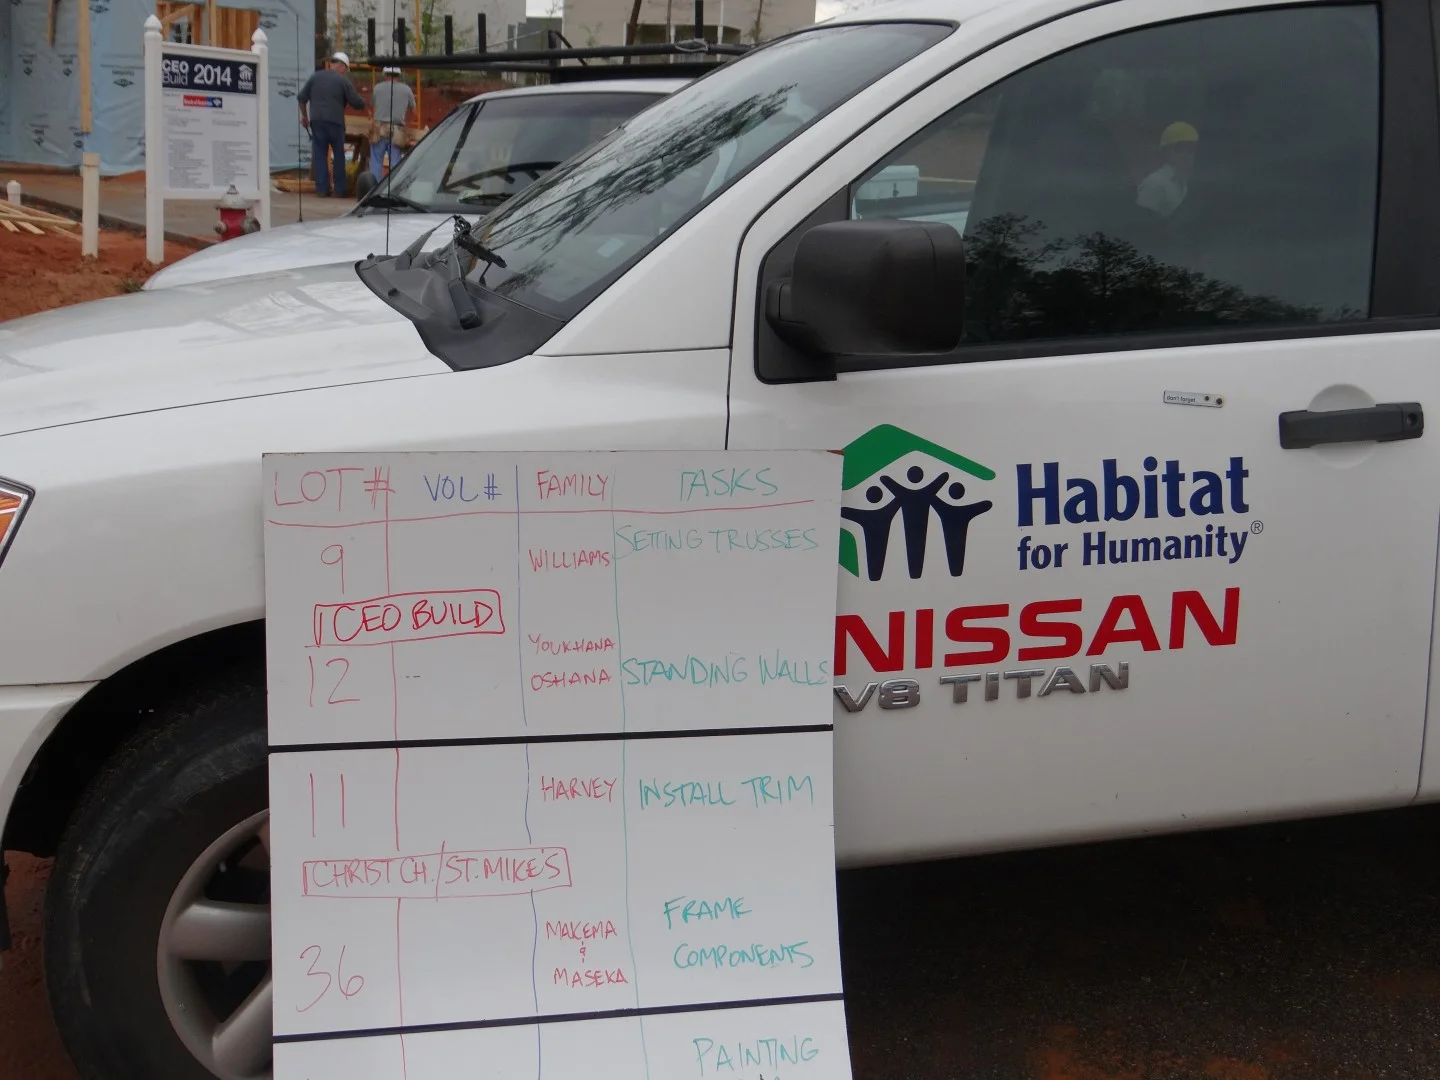 CEO
Build 2014
don't forget
Habitat
for Humanity®
NISSAN
V8 TITAN
LOT # VOL # FAMILY TASKS
9 WILLIAMS SETTING TRUSSES
CEO BUILD
12 -- YOUKHANA OSHANA STANDING WALLS
11 HARVEY INSTALL TRIM
CHRIST CH. / ST. MIKE'S
36 MAKEMA & MASEKA FRAME COMPONENTS
PAINTING